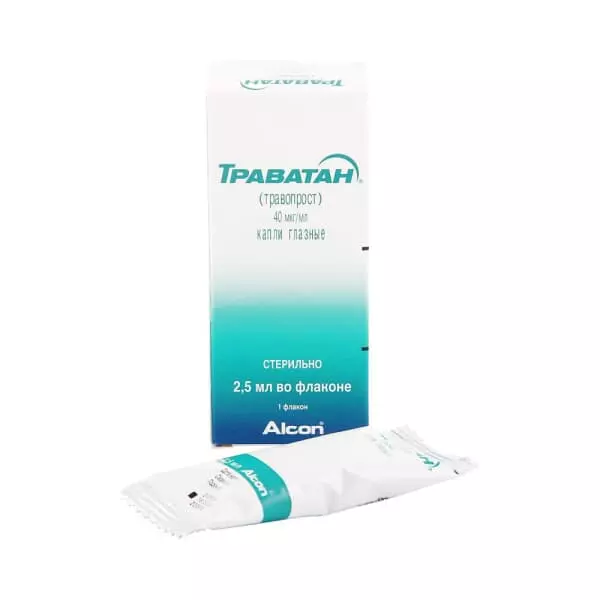 ТРАВАТАН®
ТРАВАТАН®
(травопрост)
40 мкг/мл
капли глазные
СТЕРИЛЬНО
2,5 мл во флаконе
1 флакон
Alcon®
Alcon